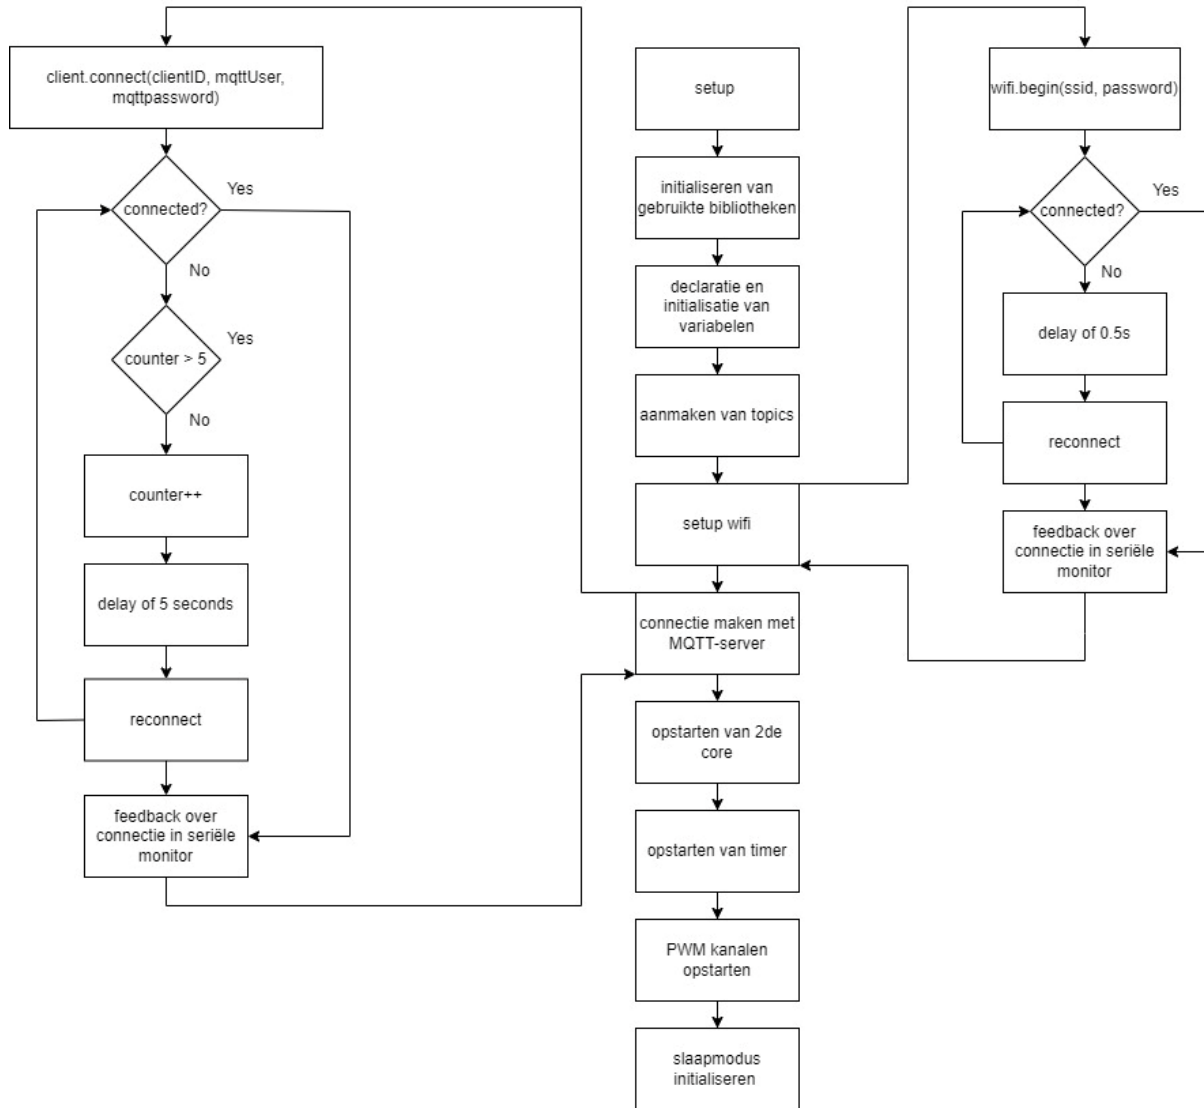 client.connect(clientID, mqttUser,
mqttpassword)
connected?
Yes
No
counter > 5
Yes
No
counter++
delay of 5 seconds
reconnect
feedback over
connectie in seriële
monitor
setup
initialiseren van
gebruikte bibliotheken
declaratie en
initialisatie van
variabelen
aanmaken van topics
setup wifi
connectie maken met
MQTT-server
opstarten van 2de
core
opstarten van timer
PWM kanalen
opstarten
slaapmodus
initialiseren
wifi.begin(ssid, password)
connected?
Yes
No
delay of 0.5s
reconnect
feedback over
connectie in seriële
monitor